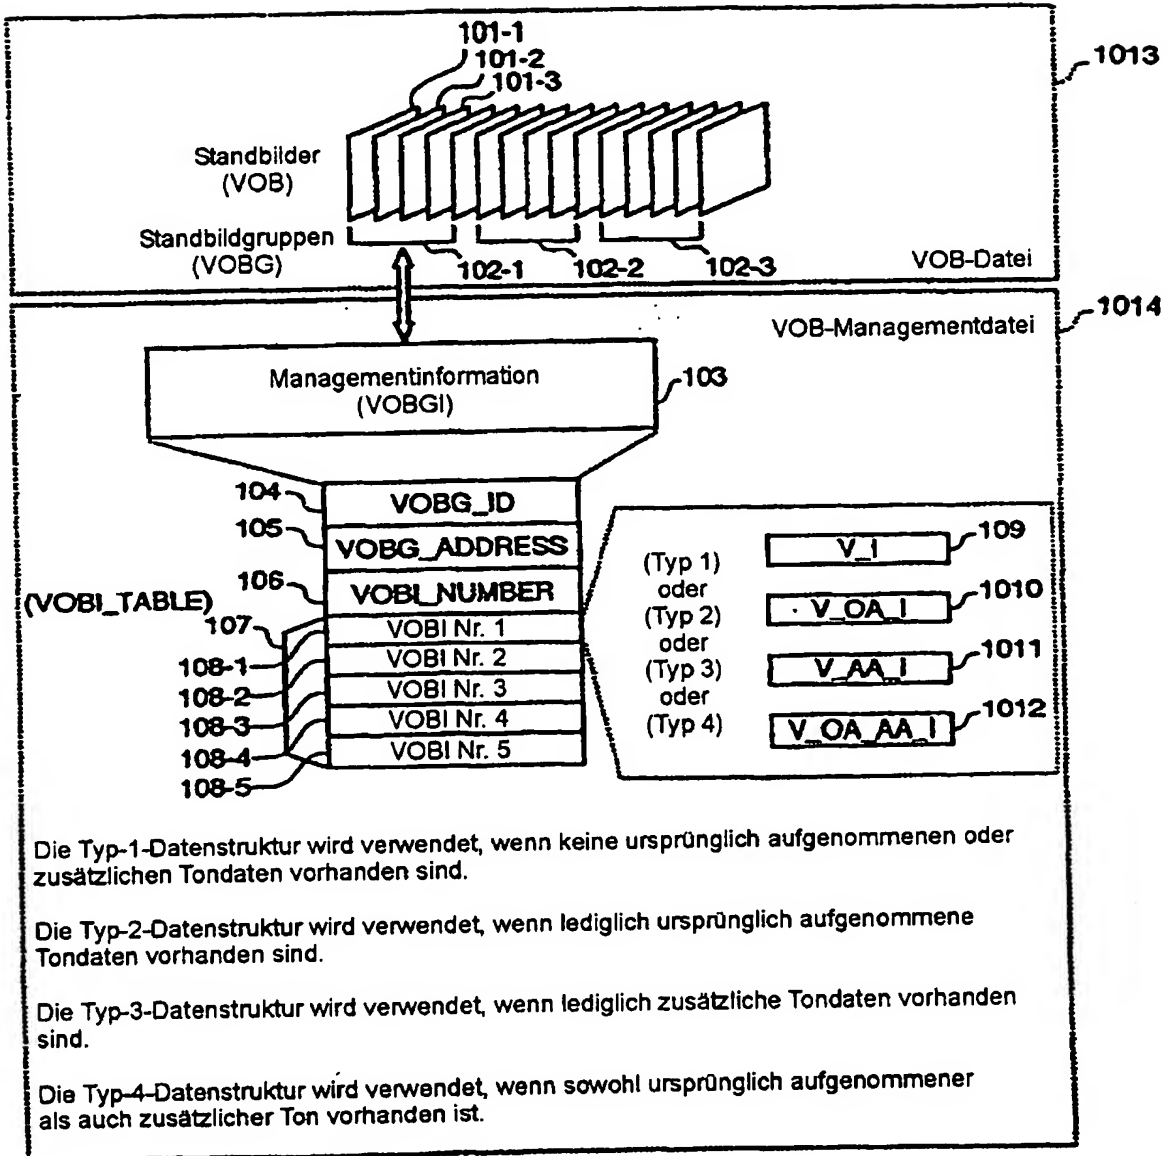 101-1
101-2
101-3
1013
Standbilder
(VOB)
Standbildgruppen
(VOBG)
102-1
102-2
102-3
VOB-Datei
1014
VOB-Managementdatei
Managementinformation
(VOBGI)
103
104
VOBG_ID
105
VOBG_ADDRESS
106
VOBI_NUMBER
(VOBI_TABLE)
107
VOBI Nr. 1
108-1
VOBI Nr. 2
108-2
VOBI Nr. 3
108-3
VOBI Nr. 4
108-4
VOBI Nr. 5
108-5
(Typ 1)
oder
(Typ 2)
oder
(Typ 3)
oder
(Typ 4)
V_I
109
V_OA_I
1010
V_AA_I
1011
V_OA_AA_I
1012
Die Typ-1-Datenstruktur wird verwendet, wenn keine ursprünglich aufgenommenen oder
zusätzlichen Tondaten vorhanden sind.
Die Typ-2-Datenstruktur wird verwendet, wenn lediglich ursprünglich aufgenommene
Tondaten vorhanden sind.
Die Typ-3-Datenstruktur wird verwendet, wenn lediglich zusätzliche Tondaten vorhanden
sind.
Die Typ-4-Datenstruktur wird verwendet, wenn sowohl ursprünglich aufgenommener
als auch zusätzlicher Ton vorhanden ist.